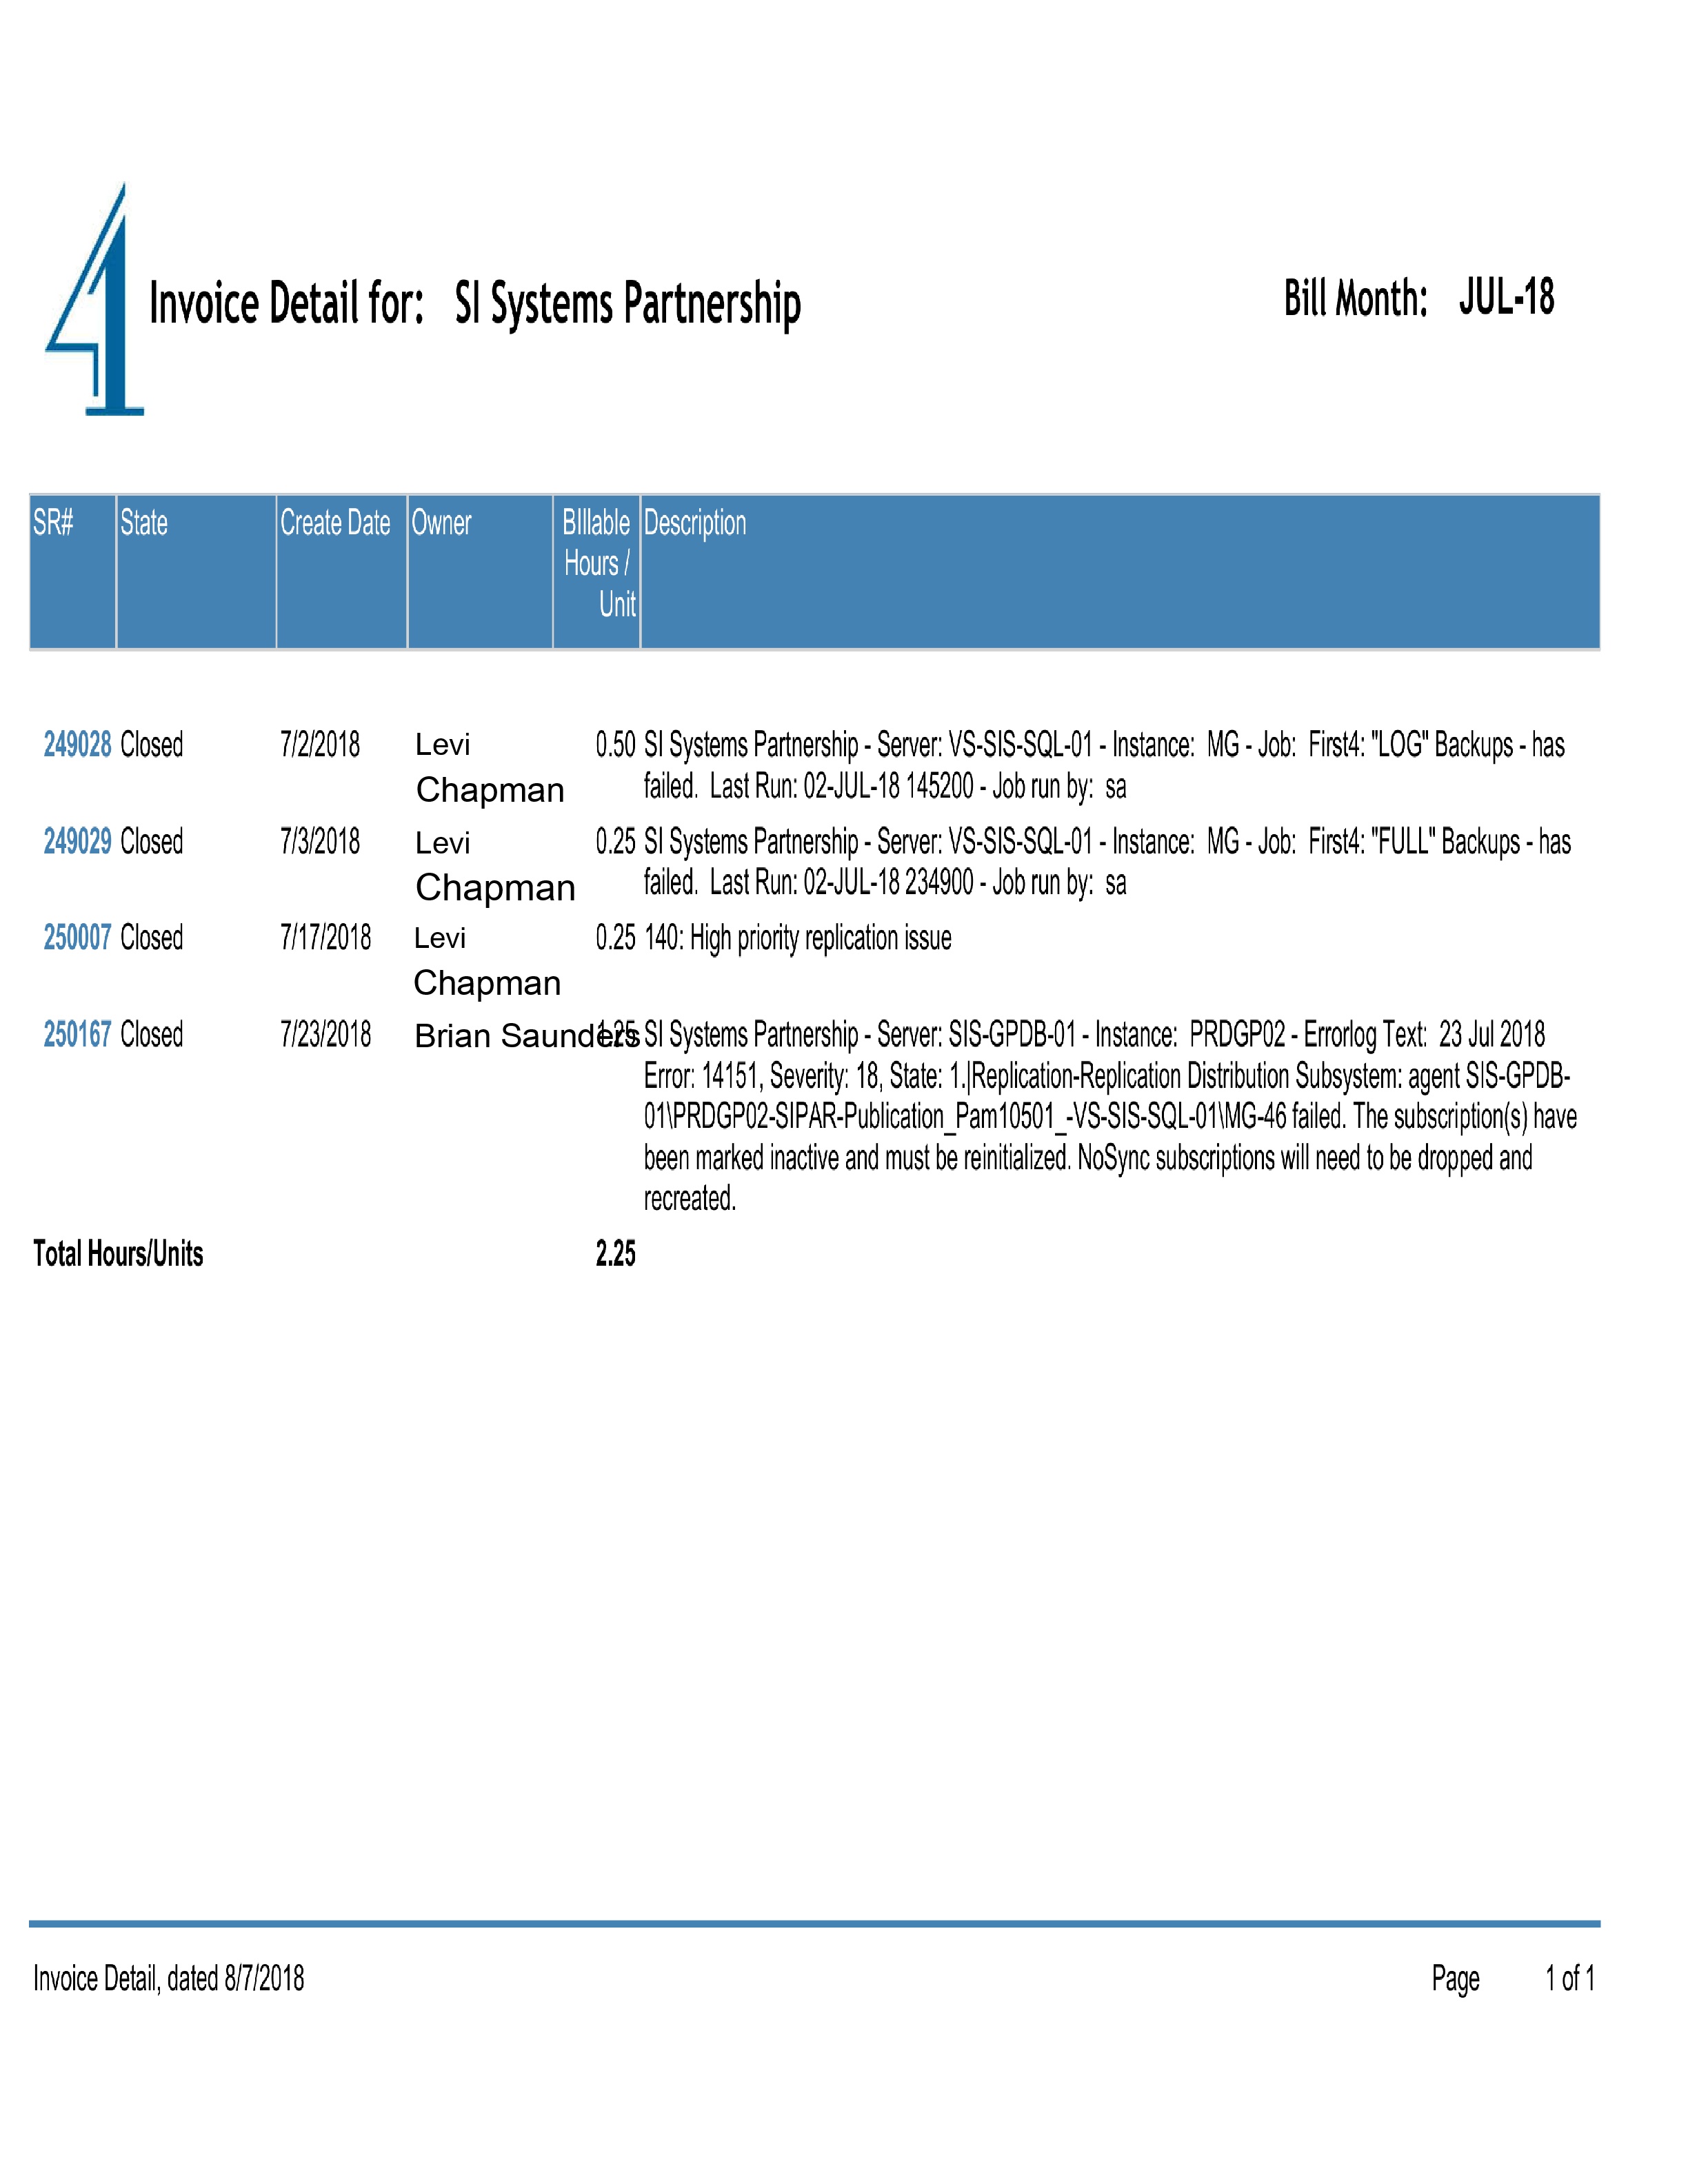 Invoice Detail for: SI Systems Partnership Bill Month: JUL-18
SR# State Create Date Owner BIllable Description
Hours /
Unit
249028 Closed 7/2/2018 Levi 0.50 SI Systems Partnership - Server: VS-SIS-SQL-01 - Instance: MG - Job: First4: "LOG" Backups - has
Chapman failed. Last Run: 02-JUL-18 145200 - Job run by: sa
249029 Closed 7/3/2018 Levi 0.25 SI Systems Partnership - Server: VS-SIS-SQL-01 - Instance: MG - Job: First4: "FULL" Backups - has
Chapman failed. Last Run: 02-JUL-18 234900 - Job run by: sa
250007 Closed 7/17/2018 Levi 0.25 140: High priority replication issue
Chapman
250167 Closed 7/23/2018 Brian Saunders 1.25 SI Systems Partnership - Server: SIS-GPDB-01 - Instance: PRDGP02 - Errorlog Text: 23 Jul 2018
Error: 14151, Severity: 18, State: 1.|Replication-Replication Distribution Subsystem: agent SIS-GPDB-
01\PRDGP02-SIPAR-Publication_Pam10501_-VS-SIS-SQL-01\MG-46 failed. The subscription(s) have
been marked inactive and must be reinitialized. NoSync subscriptions will need to be dropped and
recreated.
Total Hours/Units 2.25
Invoice Detail, dated 8/7/2018 Page 1 of 1